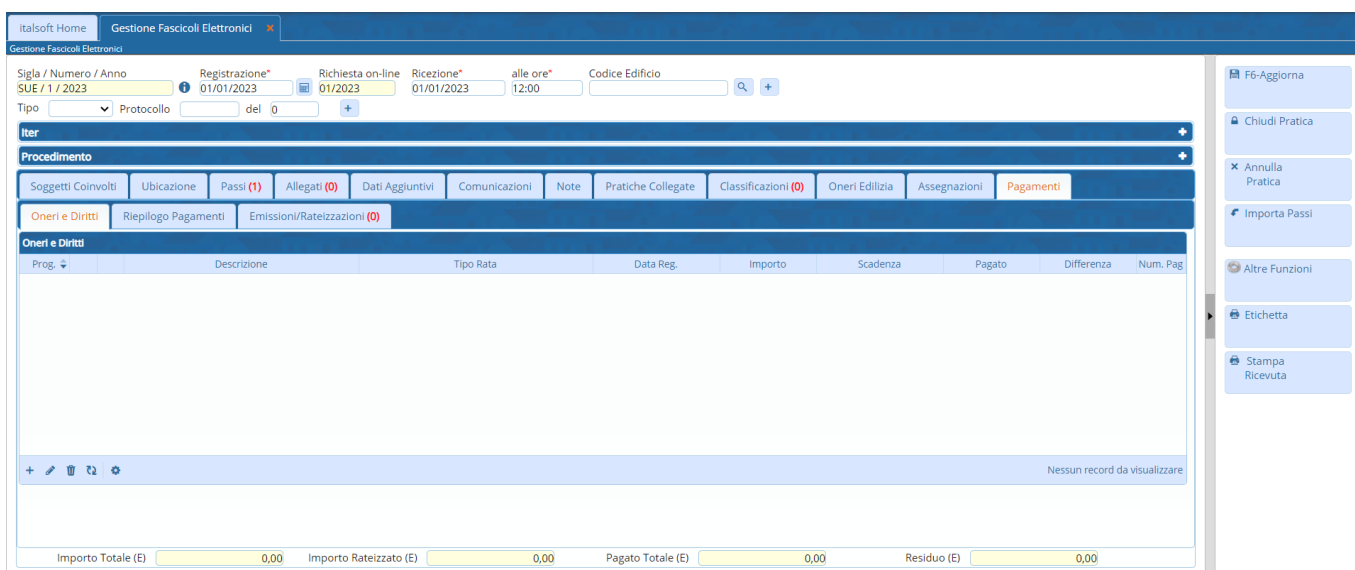 italsoft Home Gestione Fascicoli Elettronici ×
Gestione Fascicoli Elettronici
Sigla / Numero / Anno Registrazione* Richiesta on-line Ricezione* alle ore* Codice Edificio
SUE / 1 / 2023 01/01/2023 01/2023 01/01/2023 12:00
Tipo Protocollo del 0
Iter
Procedimento
Soggetti Coinvolti Ubicazione Passi (1) Allegati (0) Dati Aggiuntivi Comunicazioni Note Pratiche Collegate Classificazioni (0) Oneri Edilizia Assegnazioni Pagamenti
Oneri e Diritti Riepilogo Pagamenti Emissioni/Rateizzazioni (0)
Oneri e Diritti
Prog. Descrizione Tipo Rata Data Reg. Importo Scadenza Pagato Differenza Num. Pag
Nessun record da visualizzare
Importo Totale (E) 0,00 Importo Rateizzato (E) 0,00 Pagato Totale (E) 0,00 Residuo (E) 0,00
F6-Aggiorna
Chiudi Pratica
Annulla
Pratica
Importa Passi
Altre Funzioni
Etichetta
Stampa
Ricevuta